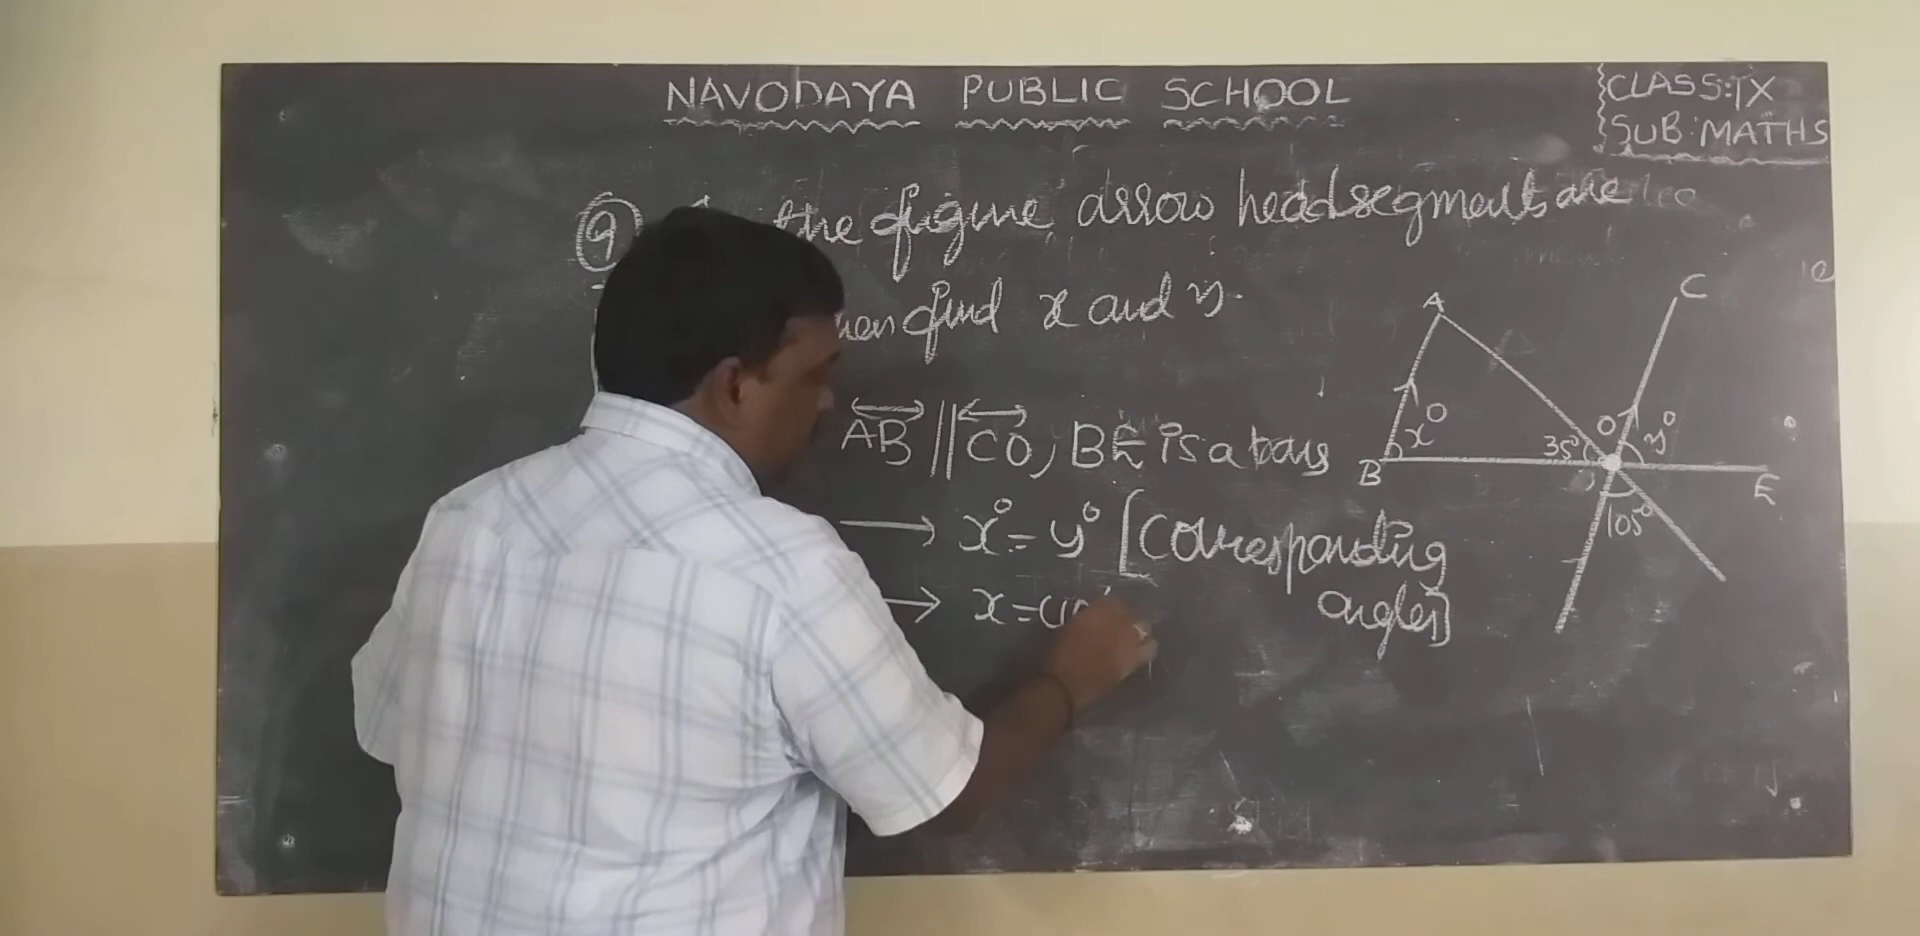 NAVODAYA PUBLIC SCHOOL
CLASS: IX
SUB: MATHS
9 the figure, arrow head segments are
find x and y.
AB || CO, BE is a
→ x° = y° [Corresponding
angles]
→ x =
A
C
x°
O
35°
y°
B
E
105°